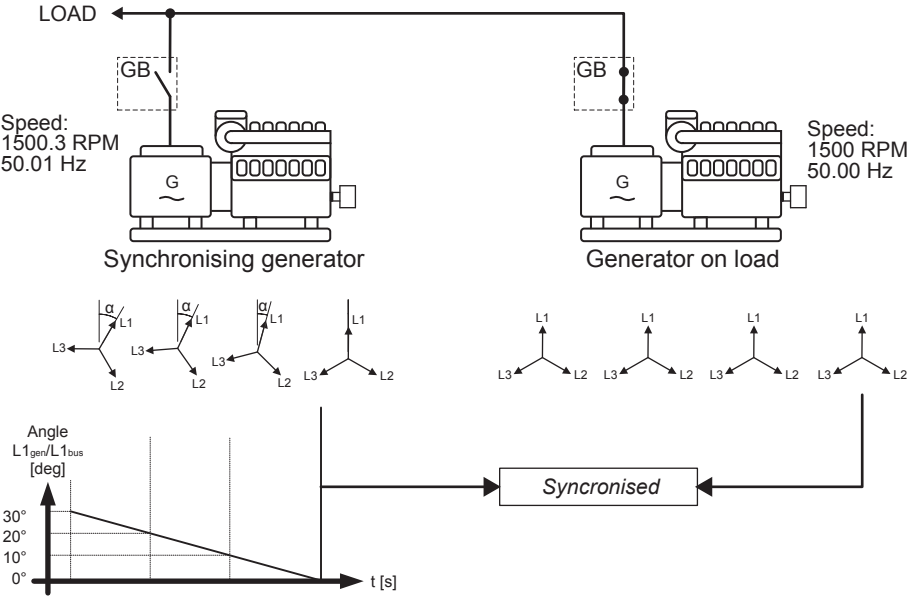 LOAD
GB
GB
Speed:
1500.3 RPM
50.01 Hz
Speed:
1500 RPM
50.00 Hz
G
G
Synchronising generator
Generator on load
α
L1
L3
L2
α
L1
L3
L2
α
L1
L3
L2
L1
L3
L2
L1
L3
L2
L1
L3
L2
L1
L3
L2
L1
L3
L2
Angle
L1gen/L1bus
[deg]
30°
20°
10°
0°
t [s]
Syncronised